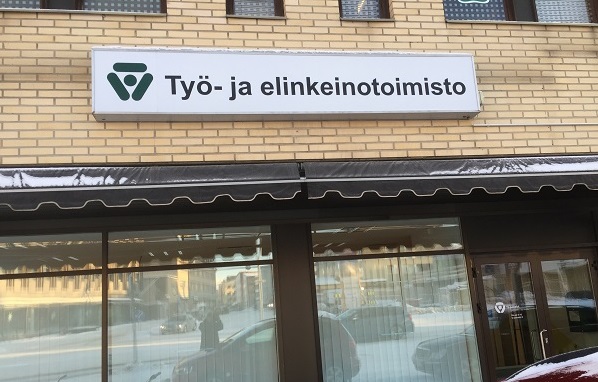 Työ- ja elinkeinotoimisto